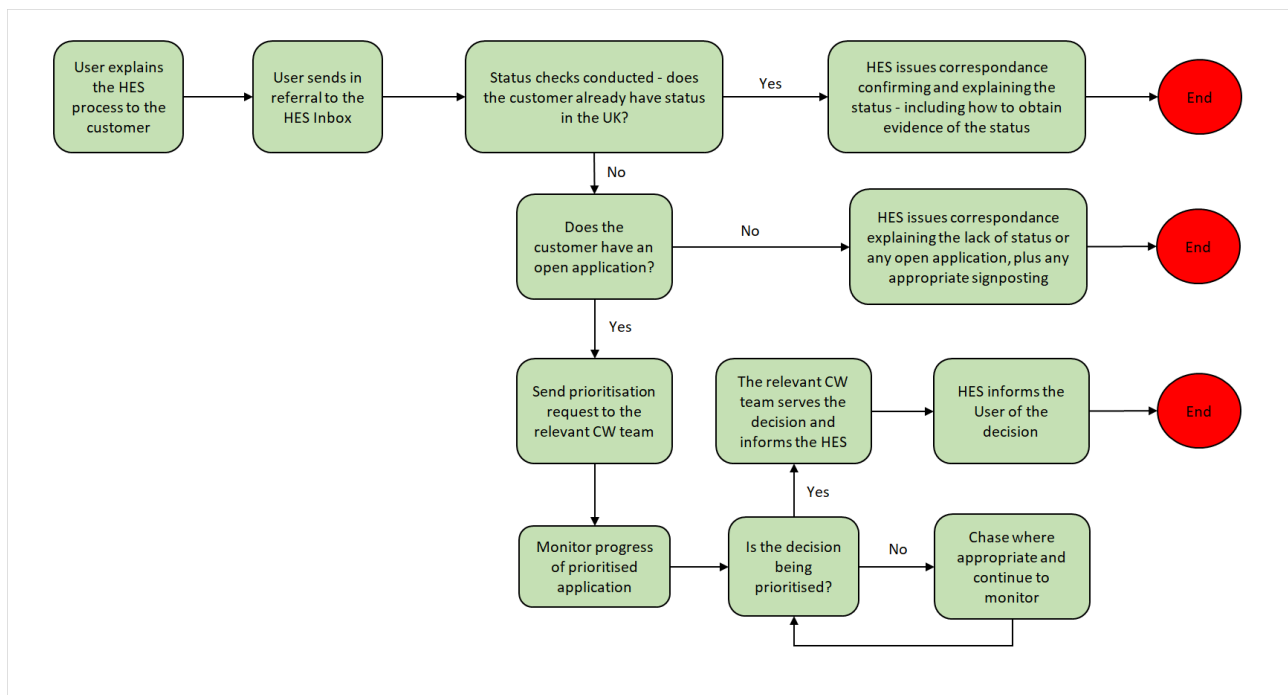 User explains
the HES
process to the
customer
User sends in
referral to the
HES Inbox
Status checks conducted - does
the customer already have status
in the UK?
Yes
HES issues correspondance
confirming and explaining the
status - including how to obtain
evidence of the status
End
No
Does the
customer have an
open application?
No
HES issues correspondance
explaining the lack of status or
any open application, plus any
appropriate signposting
End
Yes
Send prioritisation
request to the
relevant CW team
The relevant CW
team serves the
decision and
informs the HES
HES informs the
User of the
decision
End
Yes
Monitor progress
of prioritised
application
Is the decision
being
prioritised?
No
Chase where
appropriate and
continue to
monitor